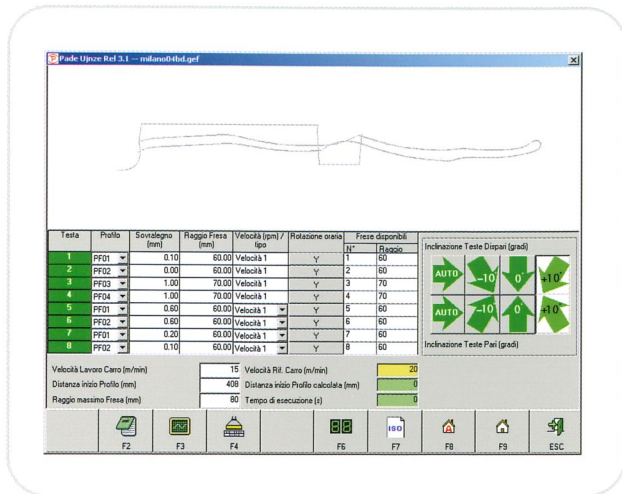 Pade Ujnze Rel 3.1 -- milano04bd.gef
Testa Profilo Sovralegno (mm) Raggio Fresa (mm) Velocità (rpm) / tipo Rotazione oraria Frese disponibili
N° Raggio
1 PF01 0.10 60.00 Velocità 1 Y 1 60
2 PF02 0.00 60.00 Velocità 1 Y 2 60
3 PF03 1.00 70.00 Velocità 1 Y 3 70
4 PF04 1.00 70.00 Velocità 1 Y 4 70
5 PF01 0.60 60.00 Velocità 1 Y 5 60
6 PF02 0.60 60.00 Velocità 1 Y 6 60
7 PF01 0.20 60.00 Velocità 1 Y 7 60
8 PF02 0.10 60.00 Velocità 1 Y 8 60
Inclinazione Teste Dispari (gradi)
AUTO -10° 0° +10°
AUTO -10° 0° +10°
Inclinazione Teste Pari (gradi)
Velocità Lavoro Carro (m/min) 15 Velocità Rif. Carro (m/min) 20
Distanza inizio Profilo (mm) 408 Distanza inizio Profilo calcolata (mm) 0
Raggio massimo Fresa (mm) 80 Tempo di esecuzione (s) 0
ISO A
F2 F3 F4 F6 F7 F8 F9 ESC